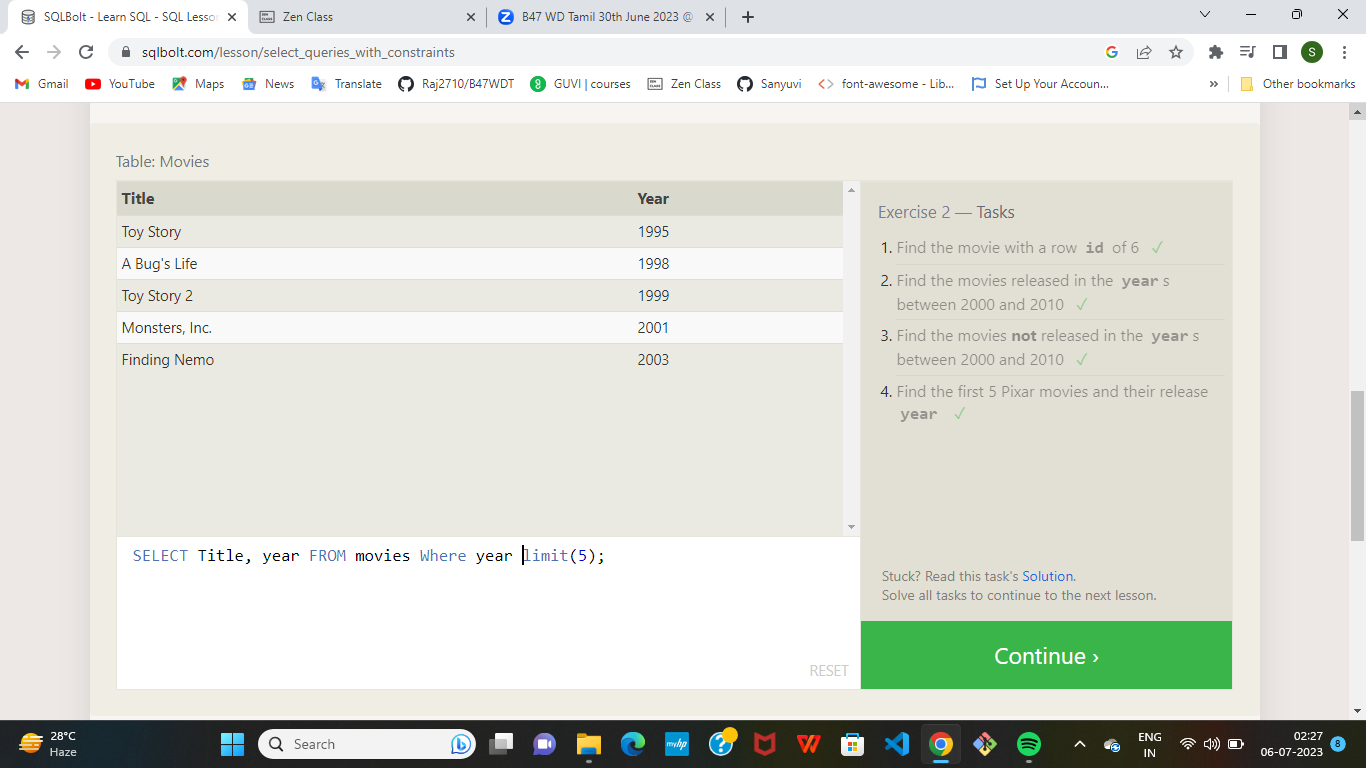 SQLBolt - Learn SQL - SQL Lesson
Zen Class
B47 WD Tamil 30th June 2023 @
sqlbolt.com/lesson/select_queries_with_constraints
S
Gmail
YouTube
Maps
News
Translate
Raj2710/B47WDT
GUVI | courses
Zen Class
Sanyuvi
font-awesome - Lib...
Set Up Your Accoun...
»
Other bookmarks
Table: Movies
Title Year
Toy Story 1995
A Bug's Life 1998
Toy Story 2 1999
Monsters, Inc. 2001
Finding Nemo 2003
SELECT Title, year FROM movies Where year limit(5);
RESET
Exercise 2 — Tasks
1. Find the movie with a row id of 6 ✓
2. Find the movies released in the year s
between 2000 and 2010 ✓
3. Find the movies not released in the year s
between 2000 and 2010 ✓
4. Find the first 5 Pixar movies and their release
year ✓
Stuck? Read this task's Solution.
Solve all tasks to continue to the next lesson.
Continue ›
28°C
Haze
Search
myhp
ENG
IN
02:27
06-07-2023
8